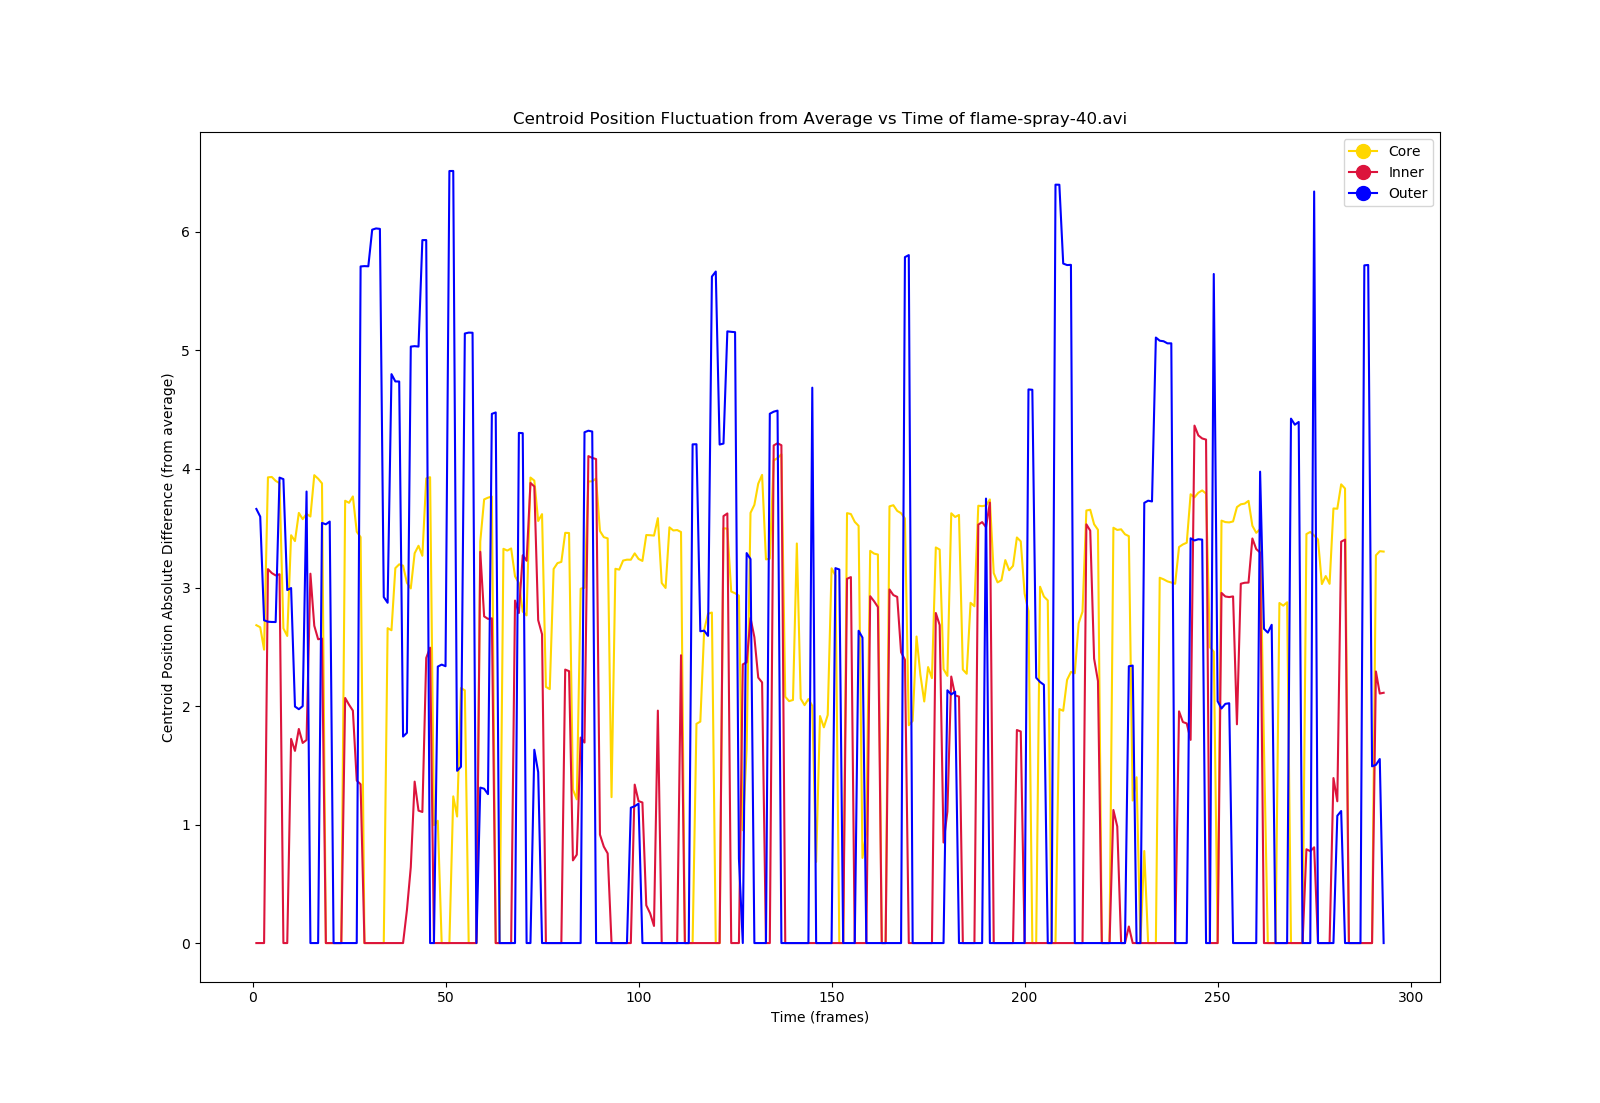 Centroid Position Fluctuation from Average vs Time of flame-spray-40.avi
Core
Inner
Outer
Centroid Position Absolute Difference (from average)
6
5
4
3
2
1
0
0 50 100 150 200 250 300
Time (frames)